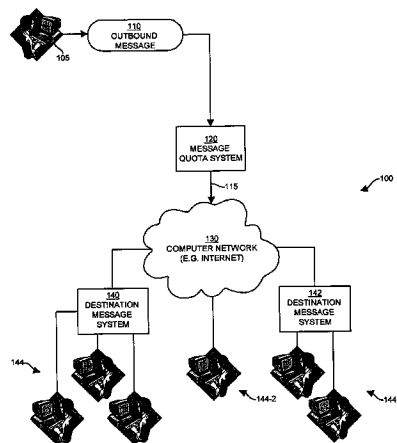 110
OUTBOUND
MESSAGE
105
120
MESSAGE
QUOTA SYSTEM
115
100
130
COMPUTER NETWORK
(E.G. INTERNET)
140
DESTINATION
MESSAGE
SYSTEM
142
DESTINATION
MESSAGE
SYSTEM
144
144-2
144